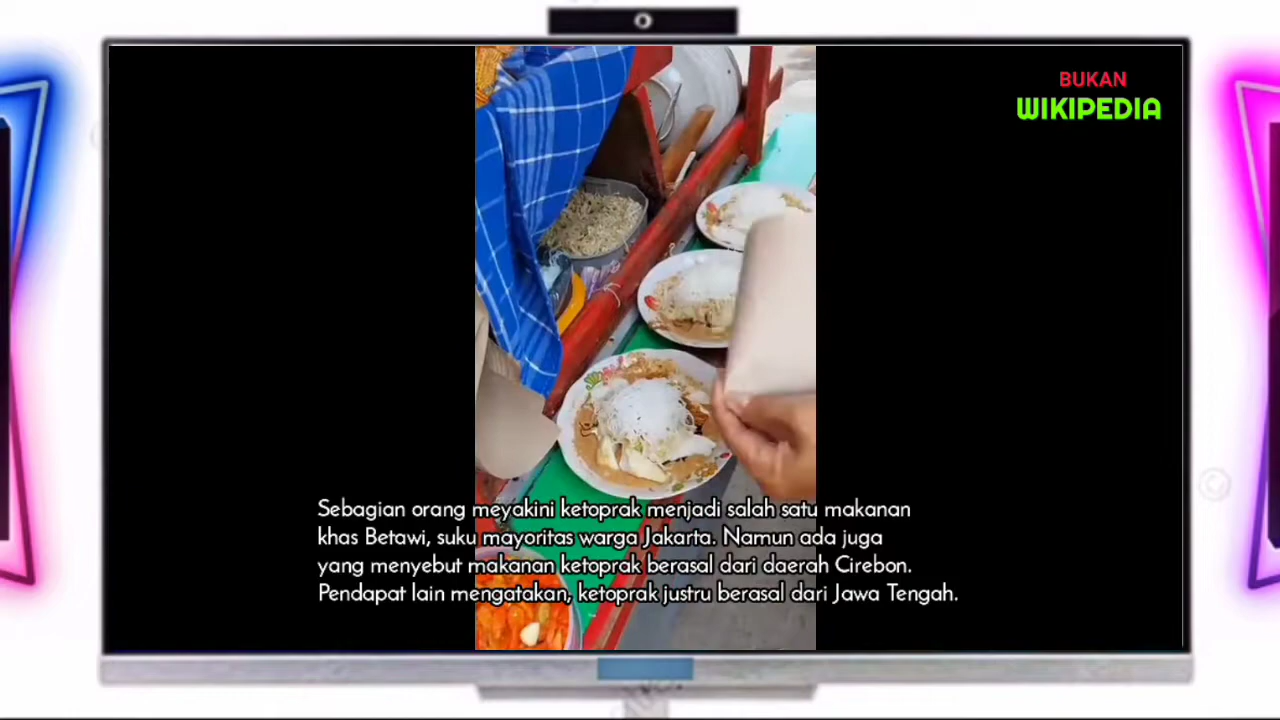 BUKAN
WIKIPEDIA
Sebagian orang meyakini ketoprak menjadi salah satu makanan
khas Betawi, suku mayoritas warga Jakarta. Namun ada juga
yang menyebut makanan ketoprak berasal dari daerah Cirebon.
Pendapat lain mengatakan, ketoprak justru berasal dari Jawa Tengah.